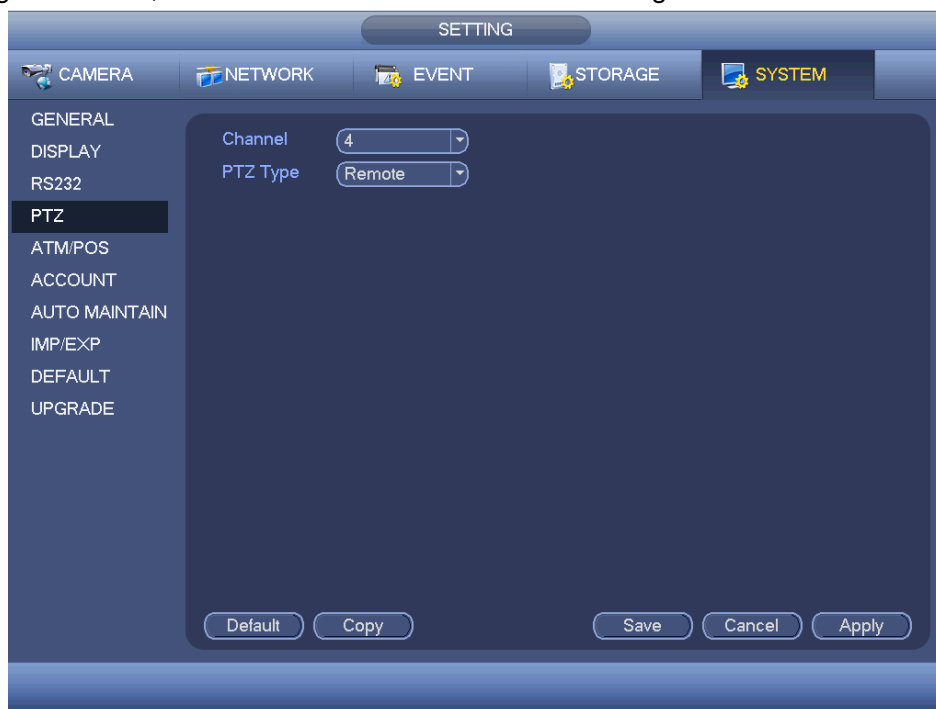 SETTING
CAMERA NETWORK EVENT STORAGE SYSTEM
GENERAL
DISPLAY
RS232
PTZ
ATM/POS
ACCOUNT
AUTO MAINTAIN
IMP/EXP
DEFAULT
UPGRADE
Channel 4
PTZ Type Remote
Default Copy Save Cancel Apply